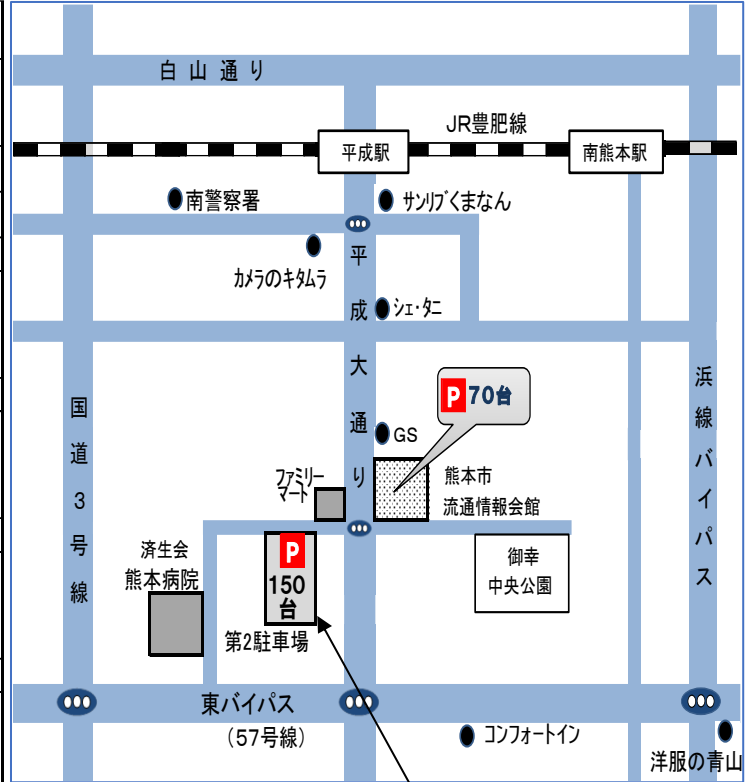 白山通り
JR豊肥線
平成駅
南熊本駅
南警察署
サンリブくまなん
カメラのキタムラ
平成大通り
シェ・タニ
浜線バイパス
P 70台
国道3号線
GS
ファミリー
マート
熊本市
流通情報会館
済生会
熊本病院
P
150
台
御幸
中央公園
第2駐車場
東バイパス
(57号線)
コンフォートイン
洋服の青山